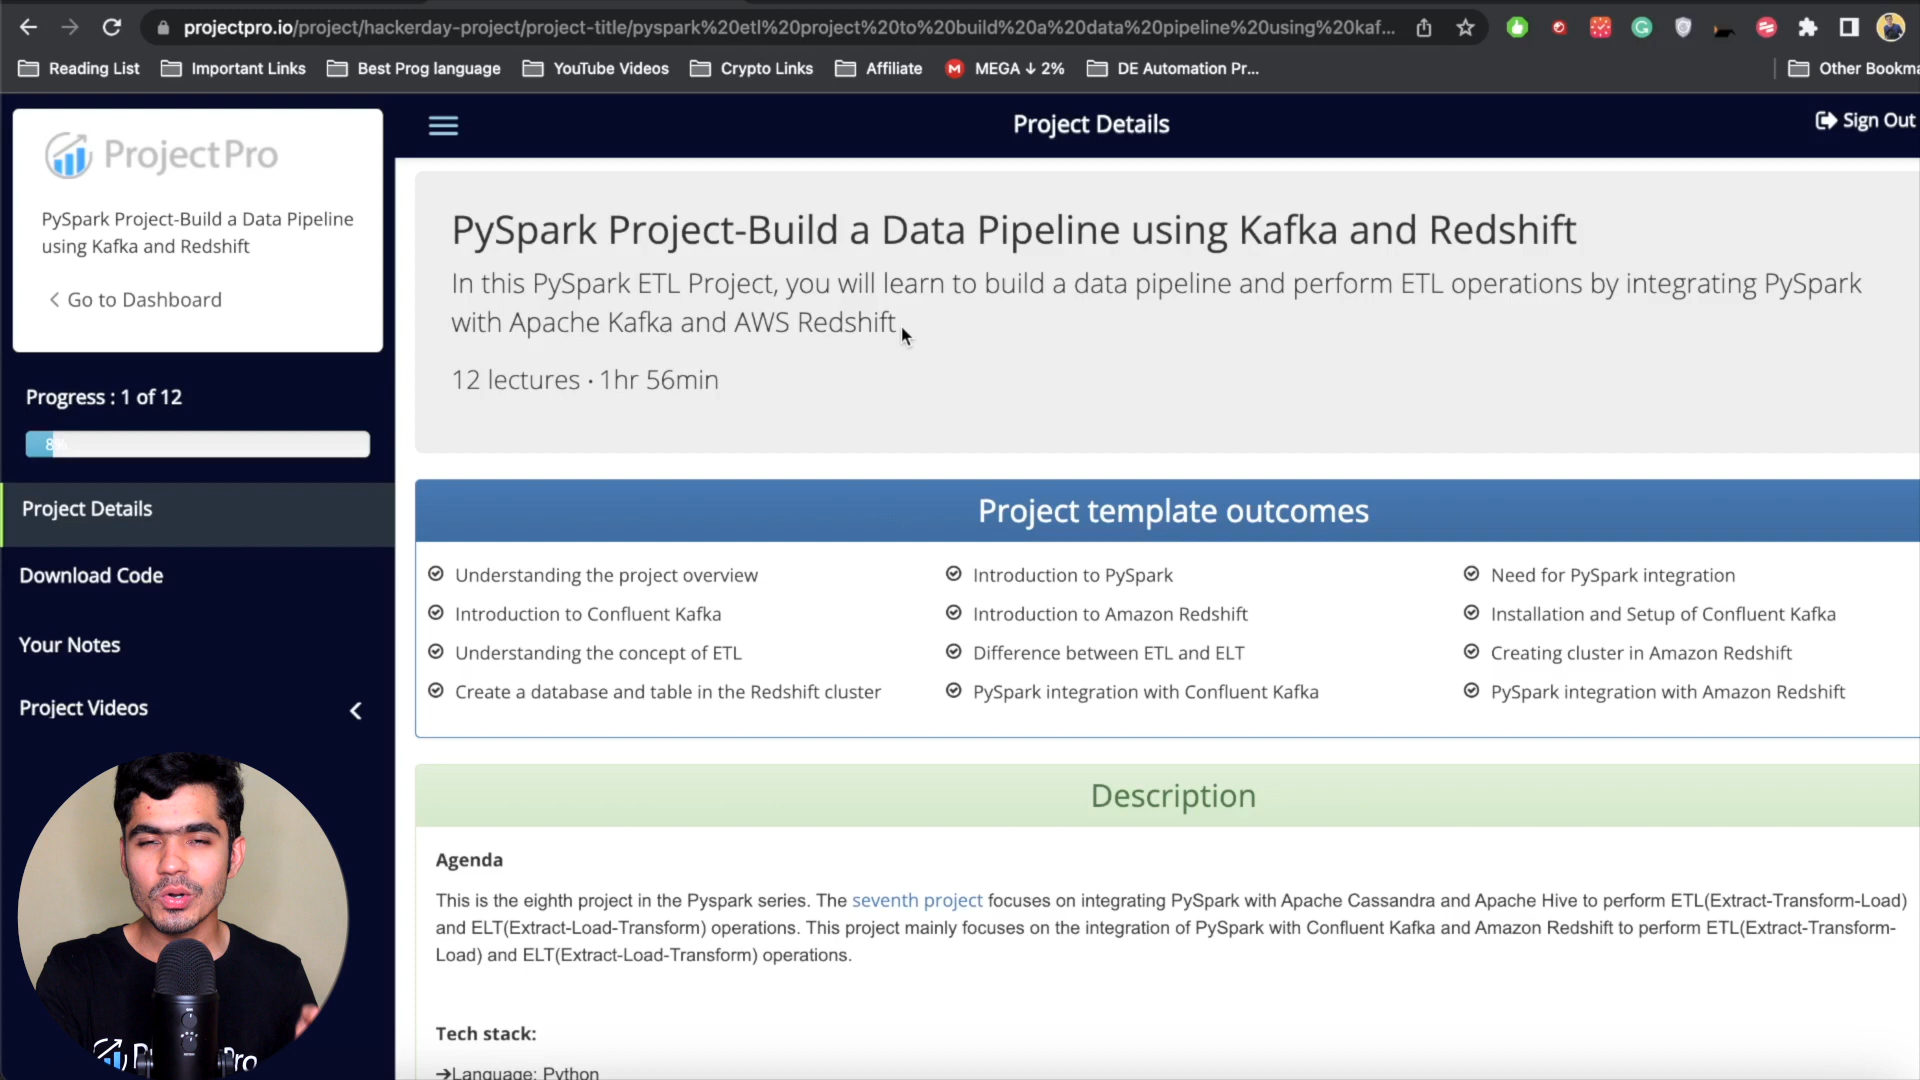 projectpro.io/project/hackerday-project/project-title/pyspark%20etl%20project%20to%20build%20a%20data%20pipeline%20using%20kaf...
Reading List
Important Links
Best Prog language
YouTube Videos
Crypto Links
Affiliate
MEGA ↓ 2%
DE Automation Pr...
Other Bookma
ProjectPro
PySpark Project-Build a Data Pipeline
using Kafka and Redshift
Go to Dashboard
Progress : 1 of 12
8%
Project Details
Download Code
Your Notes
Project Videos
Project Details
Sign Out
PySpark Project-Build a Data Pipeline using Kafka and Redshift
In this PySpark ETL Project, you will learn to build a data pipeline and perform ETL operations by integrating PySpark
with Apache Kafka and AWS Redshift
12 lectures · 1hr 56min
Project template outcomes
Understanding the project overview
Introduction to PySpark
Need for PySpark integration
Introduction to Confluent Kafka
Introduction to Amazon Redshift
Installation and Setup of Confluent Kafka
Understanding the concept of ETL
Difference between ETL and ELT
Creating cluster in Amazon Redshift
Create a database and table in the Redshift cluster
PySpark integration with Confluent Kafka
PySpark integration with Amazon Redshift
Description
Agenda
This is the eighth project in the Pyspark series. The seventh project focuses on integrating PySpark with Apache Cassandra and Apache Hive to perform ETL(Extract-Transform-Load)
and ELT(Extract-Load-Transform) operations. This project mainly focuses on the integration of PySpark with Confluent Kafka and Amazon Redshift to perform ETL(Extract-Transform-
Load) and ELT(Extract-Load-Transform) operations.
Tech stack:
➔Language: Python